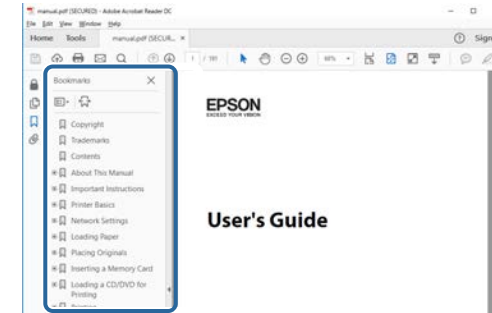 manual.pdf (SECURED) - Adobe Acrobat Reader DC
File Edit View Window Help
Home Tools manual.pdf (SECUR... ×
Sign
1 / 191
Bookmarks
EPSON
EXCEED YOUR VISION
Copyright
Trademarks
Contents
About This Manual
Important Instructions
Printer Basics
User's Guide
Network Settings
Loading Paper
Placing Originals
Inserting a Memory Card
Loading a CD/DVD for
Printing